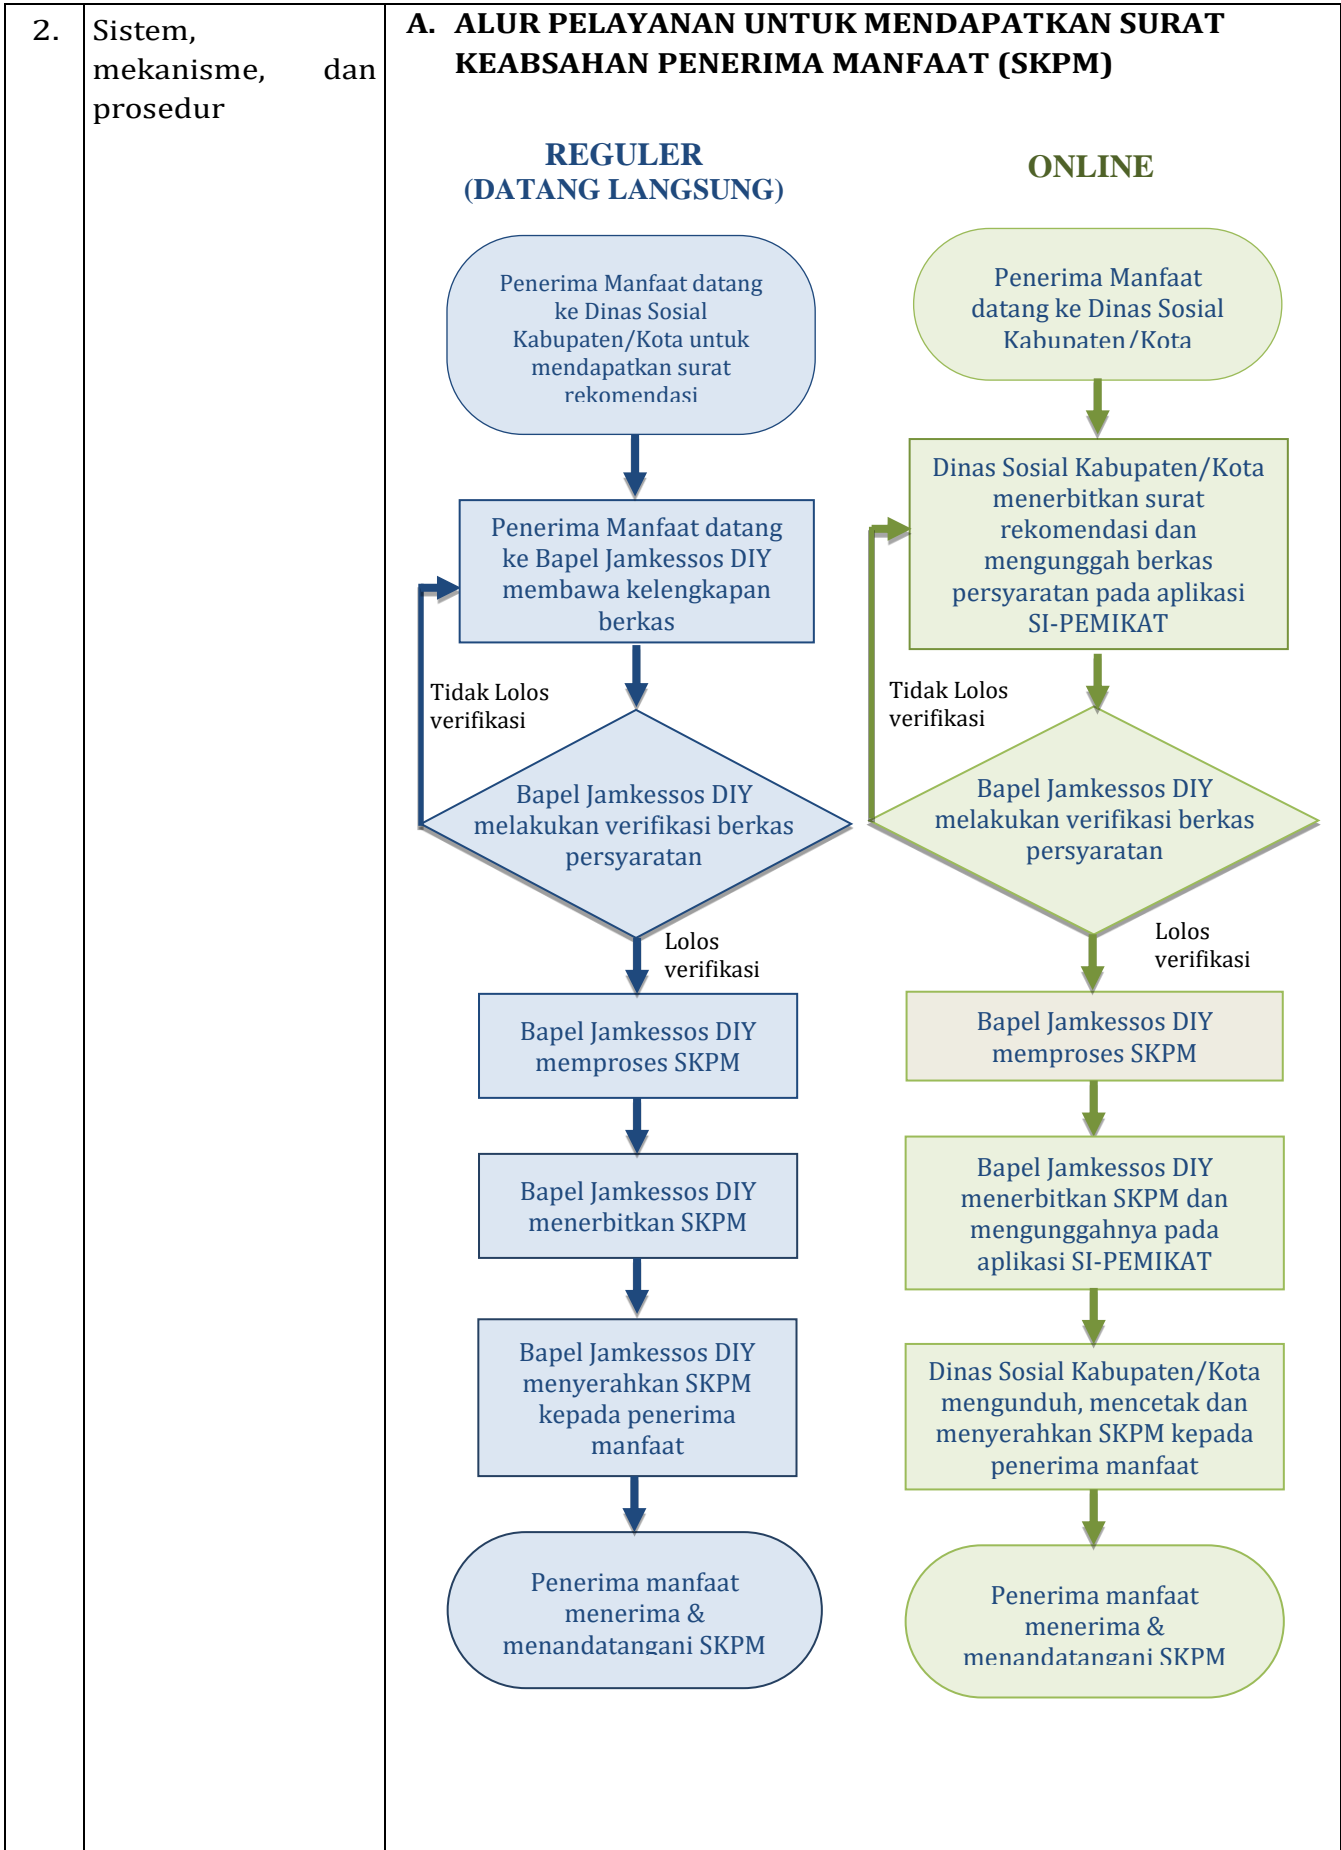 2.
Sistem,
mekanisme, dan
prosedur
A. ALUR PELAYANAN UNTUK MENDAPATKAN SURAT
KEABSAHAN PENERIMA MANFAAT (SKPM)
REGULER
(DATANG LANGSUNG)
Penerima Manfaat datang
ke Dinas Sosial
Kabupaten/Kota untuk
mendapatkan surat
rekomendasi
Penerima Manfaat datang
ke Bapel Jamkessos DIY
membawa kelengkapan
berkas
Tidak Lolos
verifikasi
Bapel Jamkessos DIY
melakukan verifikasi berkas
persyaratan
Lolos
verifikasi
Bapel Jamkessos DIY
memproses SKPM
Bapel Jamkessos DIY
menerbitkan SKPM
Bapel Jamkessos DIY
menyerahkan SKPM
kepada penerima
manfaat
Penerima manfaat
menerima &
menandatangani SKPM
ONLINE
Penerima Manfaat
datang ke Dinas Sosial
Kabupaten/Kota
Dinas Sosial Kabupaten/Kota
menerbitkan surat
rekomendasi dan
mengunggah berkas
persyaratan pada aplikasi
SI-PEMIKAT
Tidak Lolos
verifikasi
Bapel Jamkessos DIY
melakukan verifikasi berkas
persyaratan
Lolos
verifikasi
Bapel Jamkessos DIY
memproses SKPM
Bapel Jamkessos DIY
menerbitkan SKPM dan
mengunggahnya pada
aplikasi SI-PEMIKAT
Dinas Sosial Kabupaten/Kota
mengunduh, mencetak dan
menyerahkan SKPM kepada
penerima manfaat
Penerima manfaat
menerima &
menandatangani SKPM